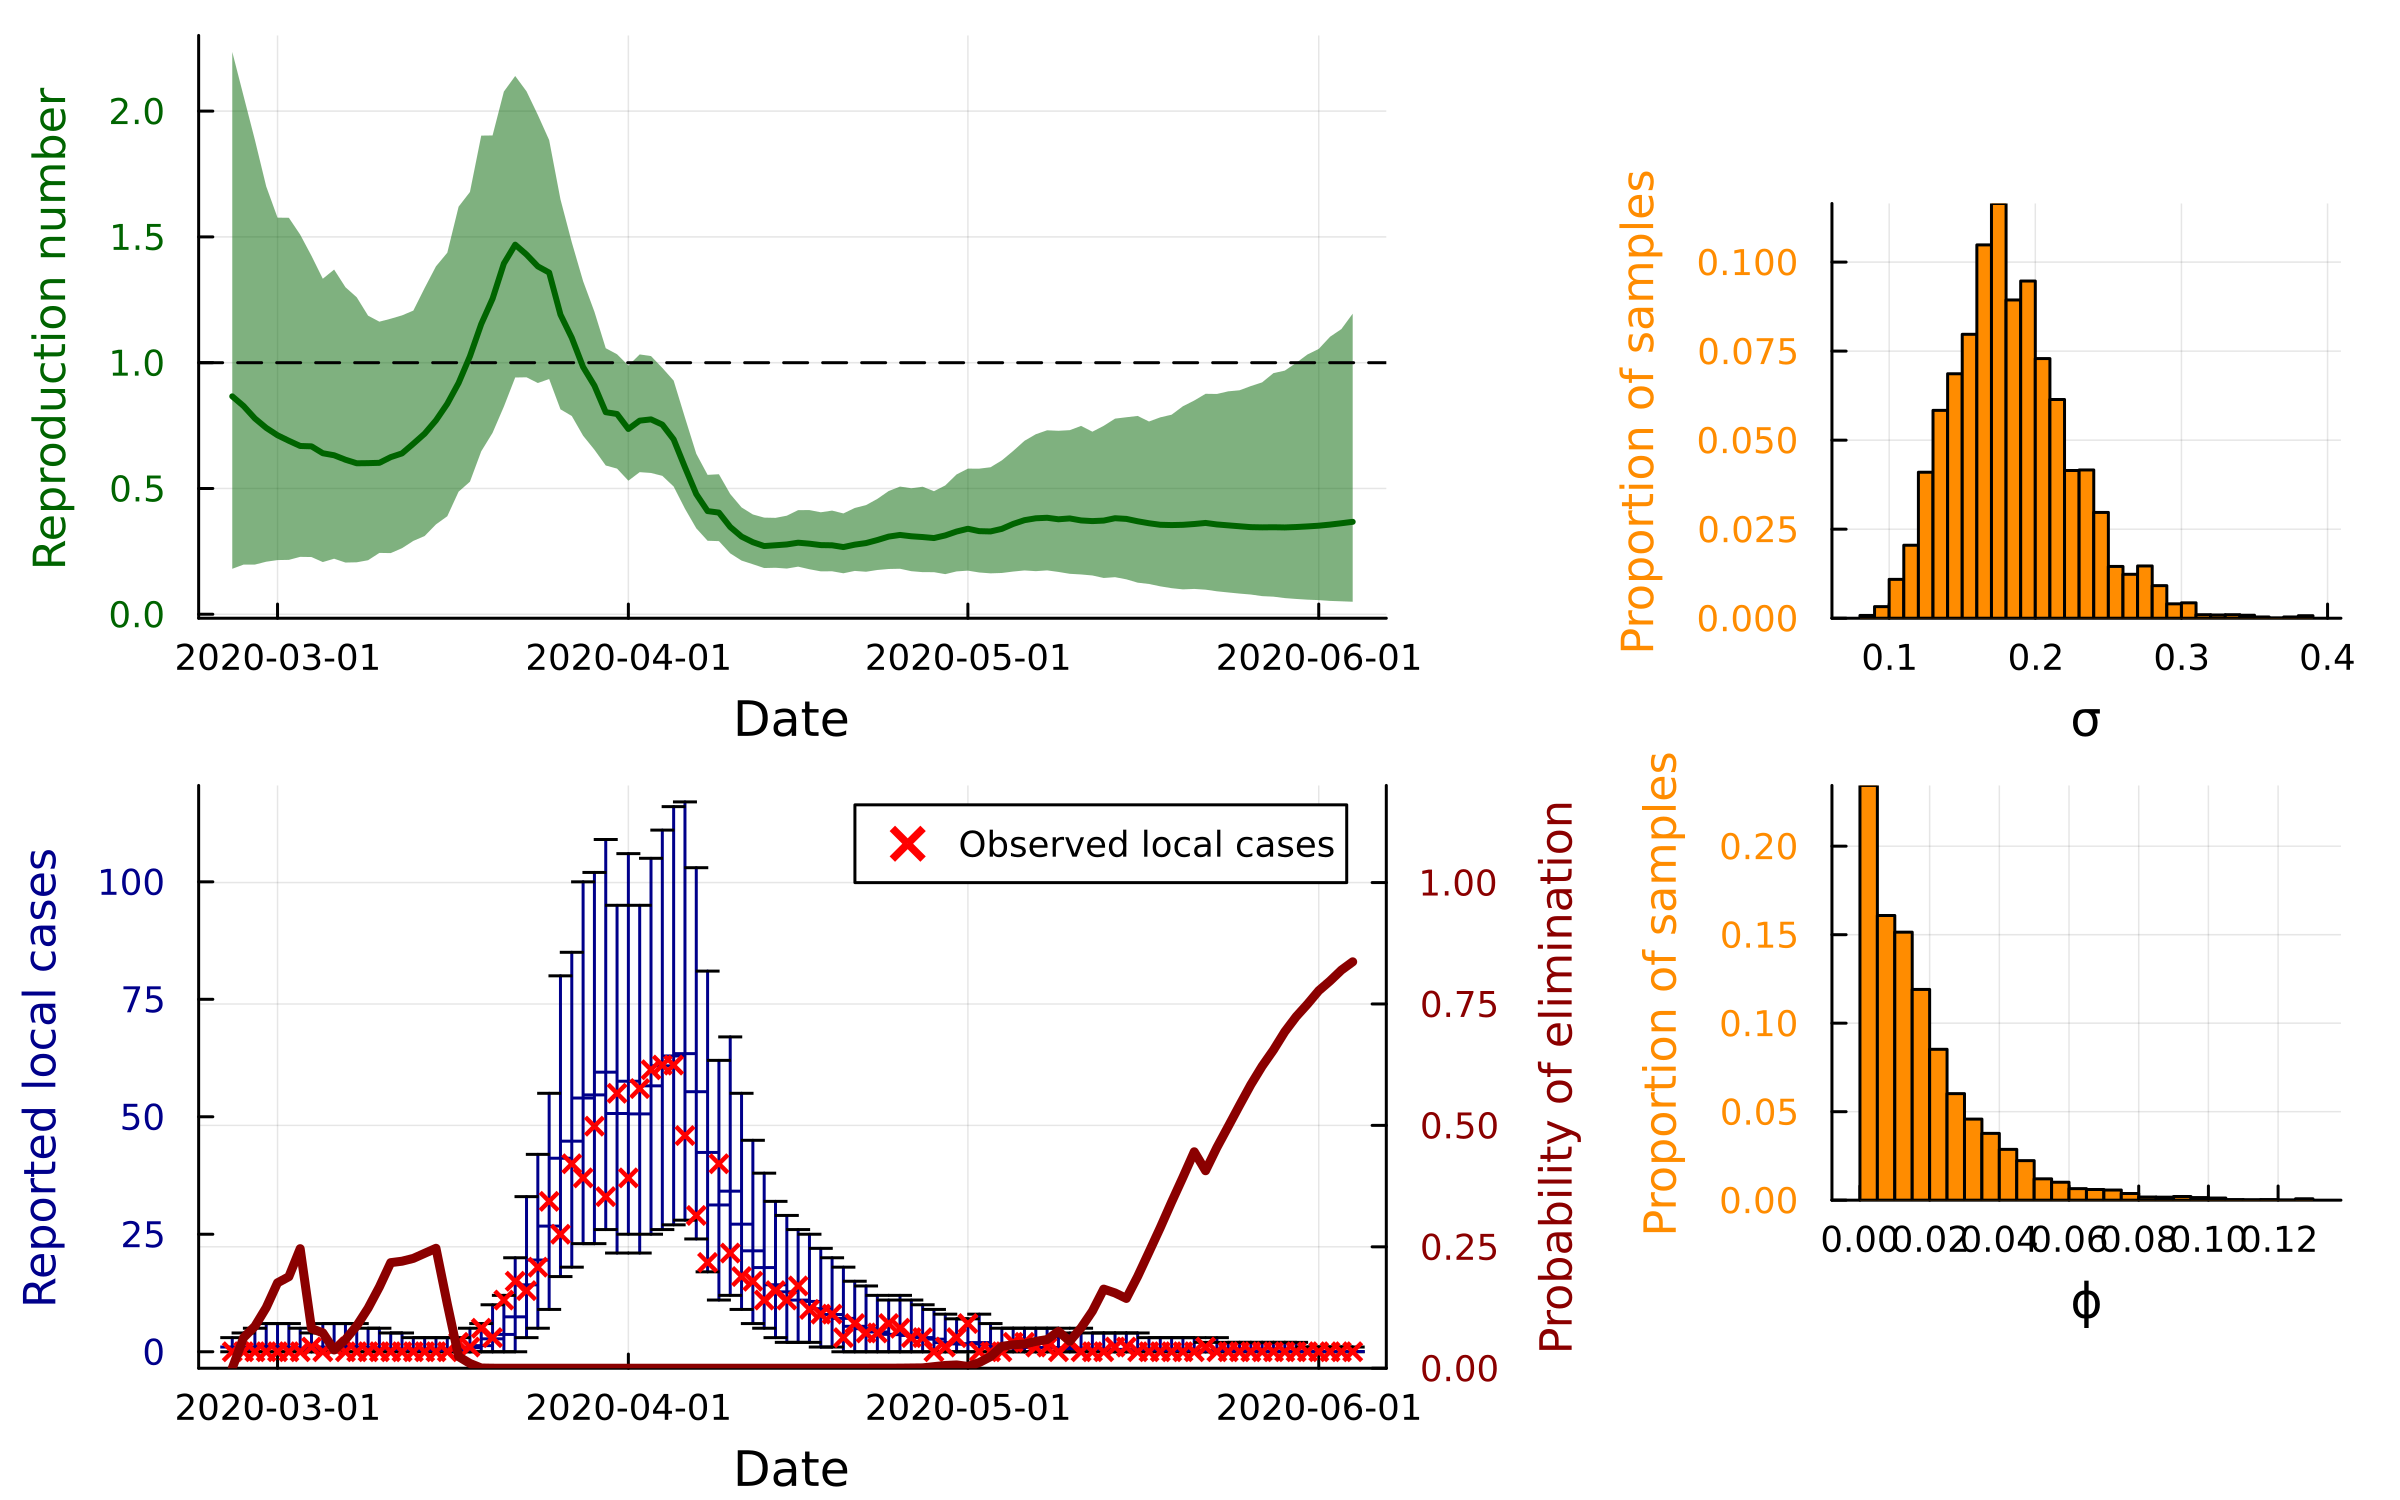 Reproduction number
2.0
1.5
1.0
0.5
0.0
2020-03-01 2020-04-01 2020-05-01 2020-06-01
Date
Proportion of samples
0.100
0.075
0.050
0.025
0.000
0.1 0.2 0.3 0.4
σ
Reported local cases
100
75
50
25
0
Observed local cases
1.00
0.75
0.50
0.25
0.00
Probability of elimination
2020-03-01 2020-04-01 2020-05-01 2020-06-01
Date
Proportion of samples
0.20
0.15
0.10
0.05
0.00
0.00 0.02 0.04 0.06 0.08 0.10 0.12
ϕ